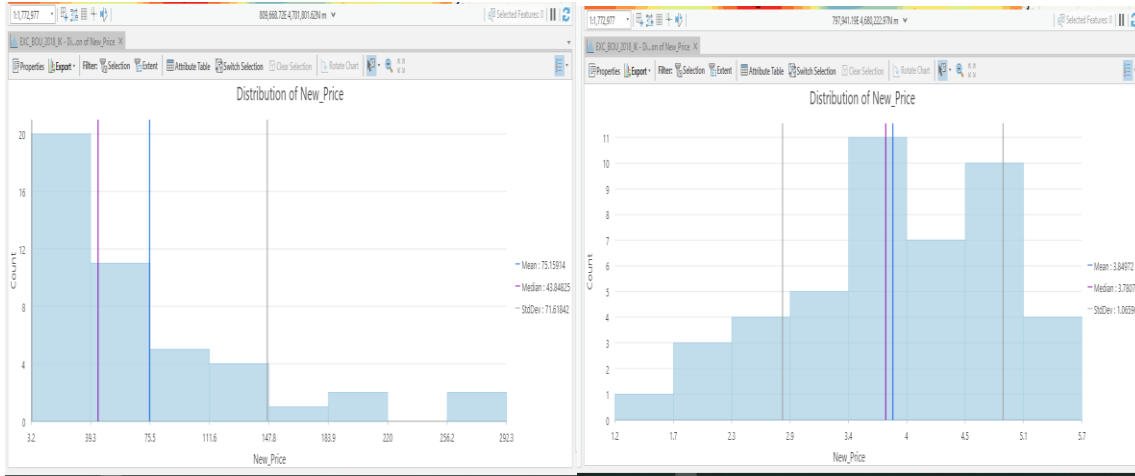 1:1,772,977
809,668.72E 4,701,801.62N m
Selected Features: 0
EXC_BOU_2018_IK - Di...on of New_Price
Properties Export Filter: Selection Extent Attribute Table Switch Selection Clear Selection Rotate Chart
Distribution of New_Price
Count
20
16
12
8
4
0
3.2 39.3 75.5 111.6 147.8 183.9 220 256.2 292.3
New_Price
Mean : 75.15914
Median : 43.84825
StdDev : 71.61842
1:1,772,977
797,941.19E 4,680,222.97N m
Selected Features: 0
EXC_BOU_2018_IK - Di...on of New_Price
Properties Export Filter: Selection Extent Attribute Table Switch Selection Clear Selection Rotate Chart
Distribution of New_Price
Count
11
10
9
8
7
6
5
4
3
2
1
0
1.2 1.7 2.3 2.9 3.4 4 4.5 5.1 5.7
New_Price
Mean : 3.84972
Median : 3.7807
StdDev : 1.0659